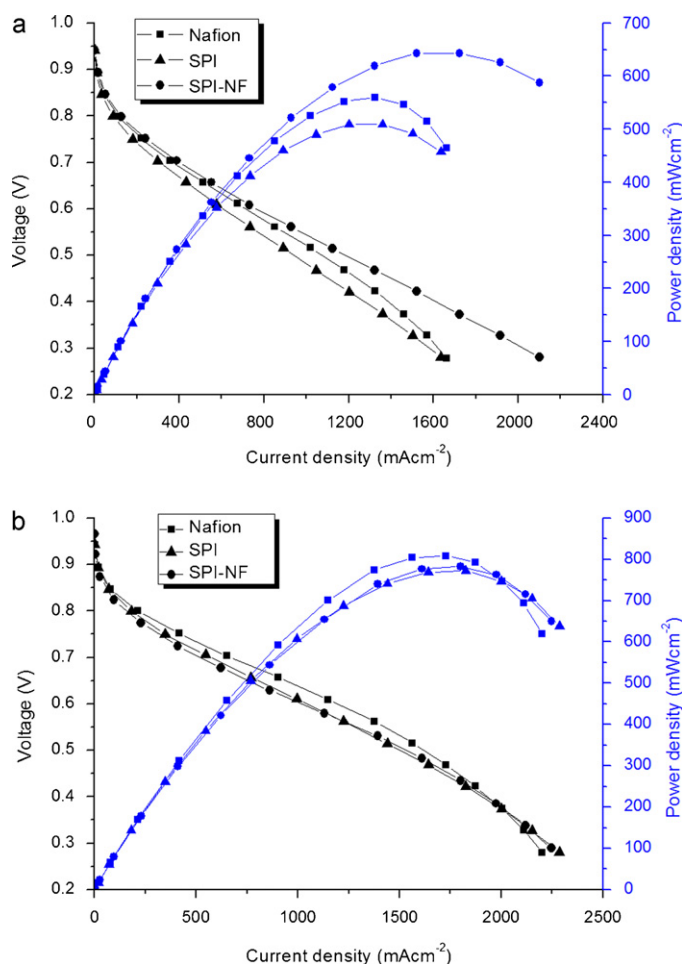 a
Nafion
SPI
SPI-NF
1.0
0.9
0.8
0.7
0.6
0.5
0.4
0.3
0.2
Voltage (V)
0 400 800 1200 1600 2000 2400
Current density (mAcm-2)
700
600
500
400
300
200
100
0
Power density (mWcm-2)
b
Nafion
SPI
SPI-NF
1.0
0.9
0.8
0.7
0.6
0.5
0.4
0.3
0.2
Voltage (V)
0 500 1000 1500 2000 2500
Current density (mAcm-2)
900
800
700
600
500
400
300
200
100
0
Power density (mWcm-2)